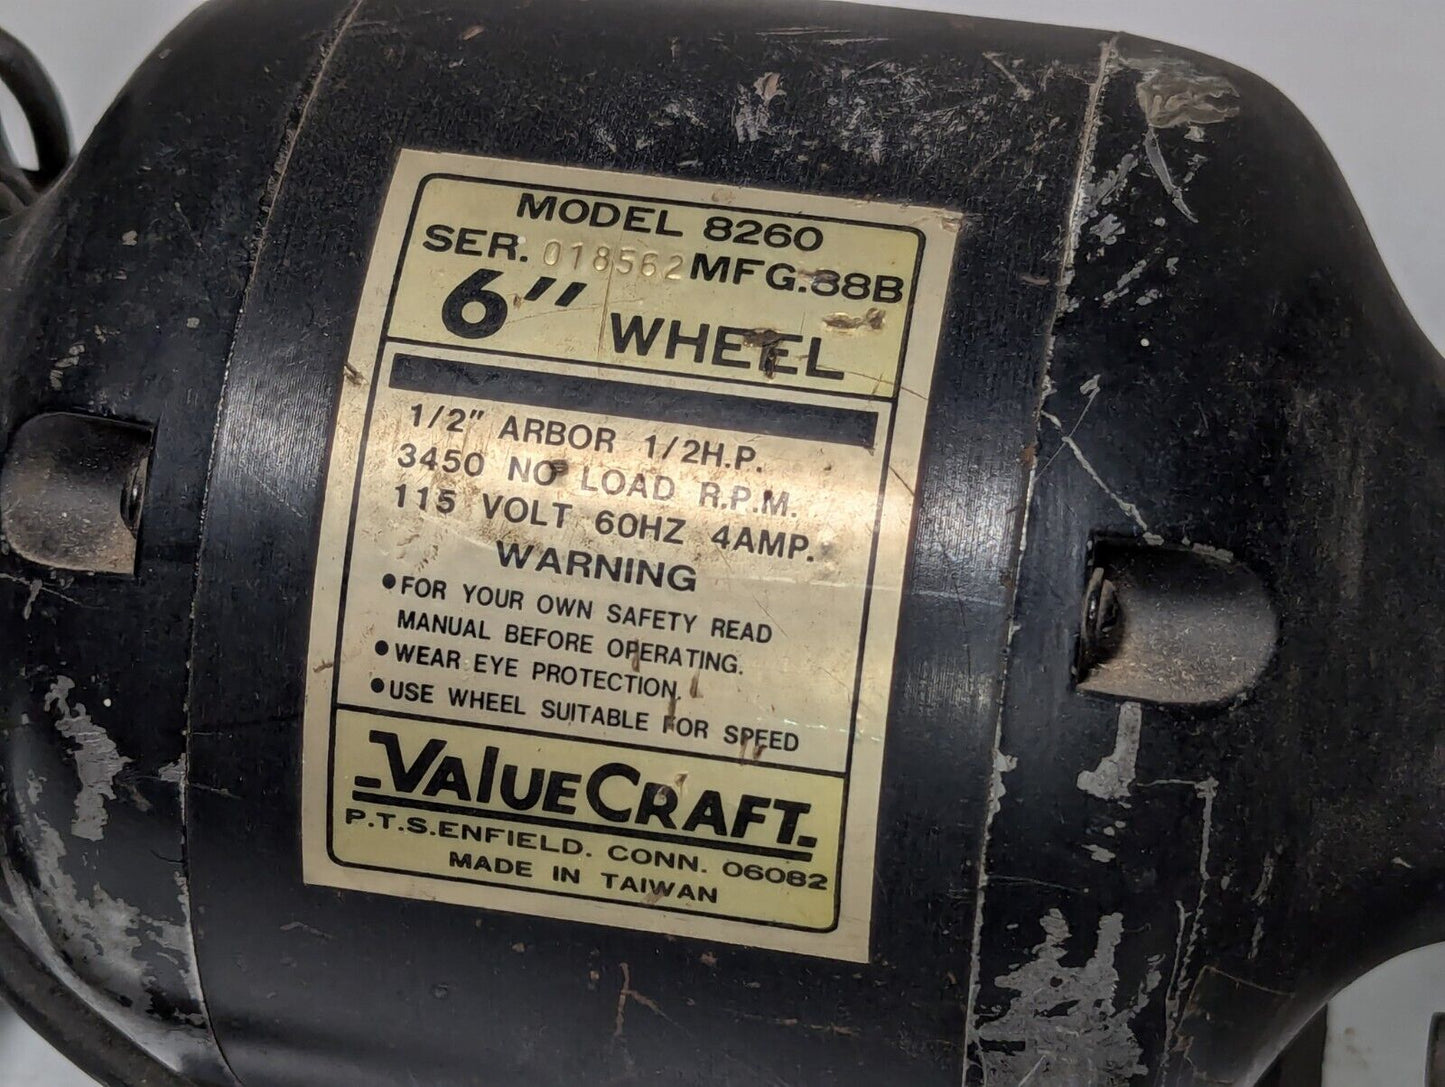 MODEL 8260
SER. 018562 MFG.88B
6" WHEEL
1/2" ARBOR 1/2H.P.
3450 NO LOAD R.P.M.
115 VOLT 60HZ 4AMP.
WARNING
●FOR YOUR OWN SAFETY READ
MANUAL BEFORE OPERATING.
●WEAR EYE PROTECTION.
●USE WHEEL SUITABLE FOR SPEED
VALUECRAFT.
P.T.S. ENFIELD. CONN. 06082
MADE IN TAIWAN